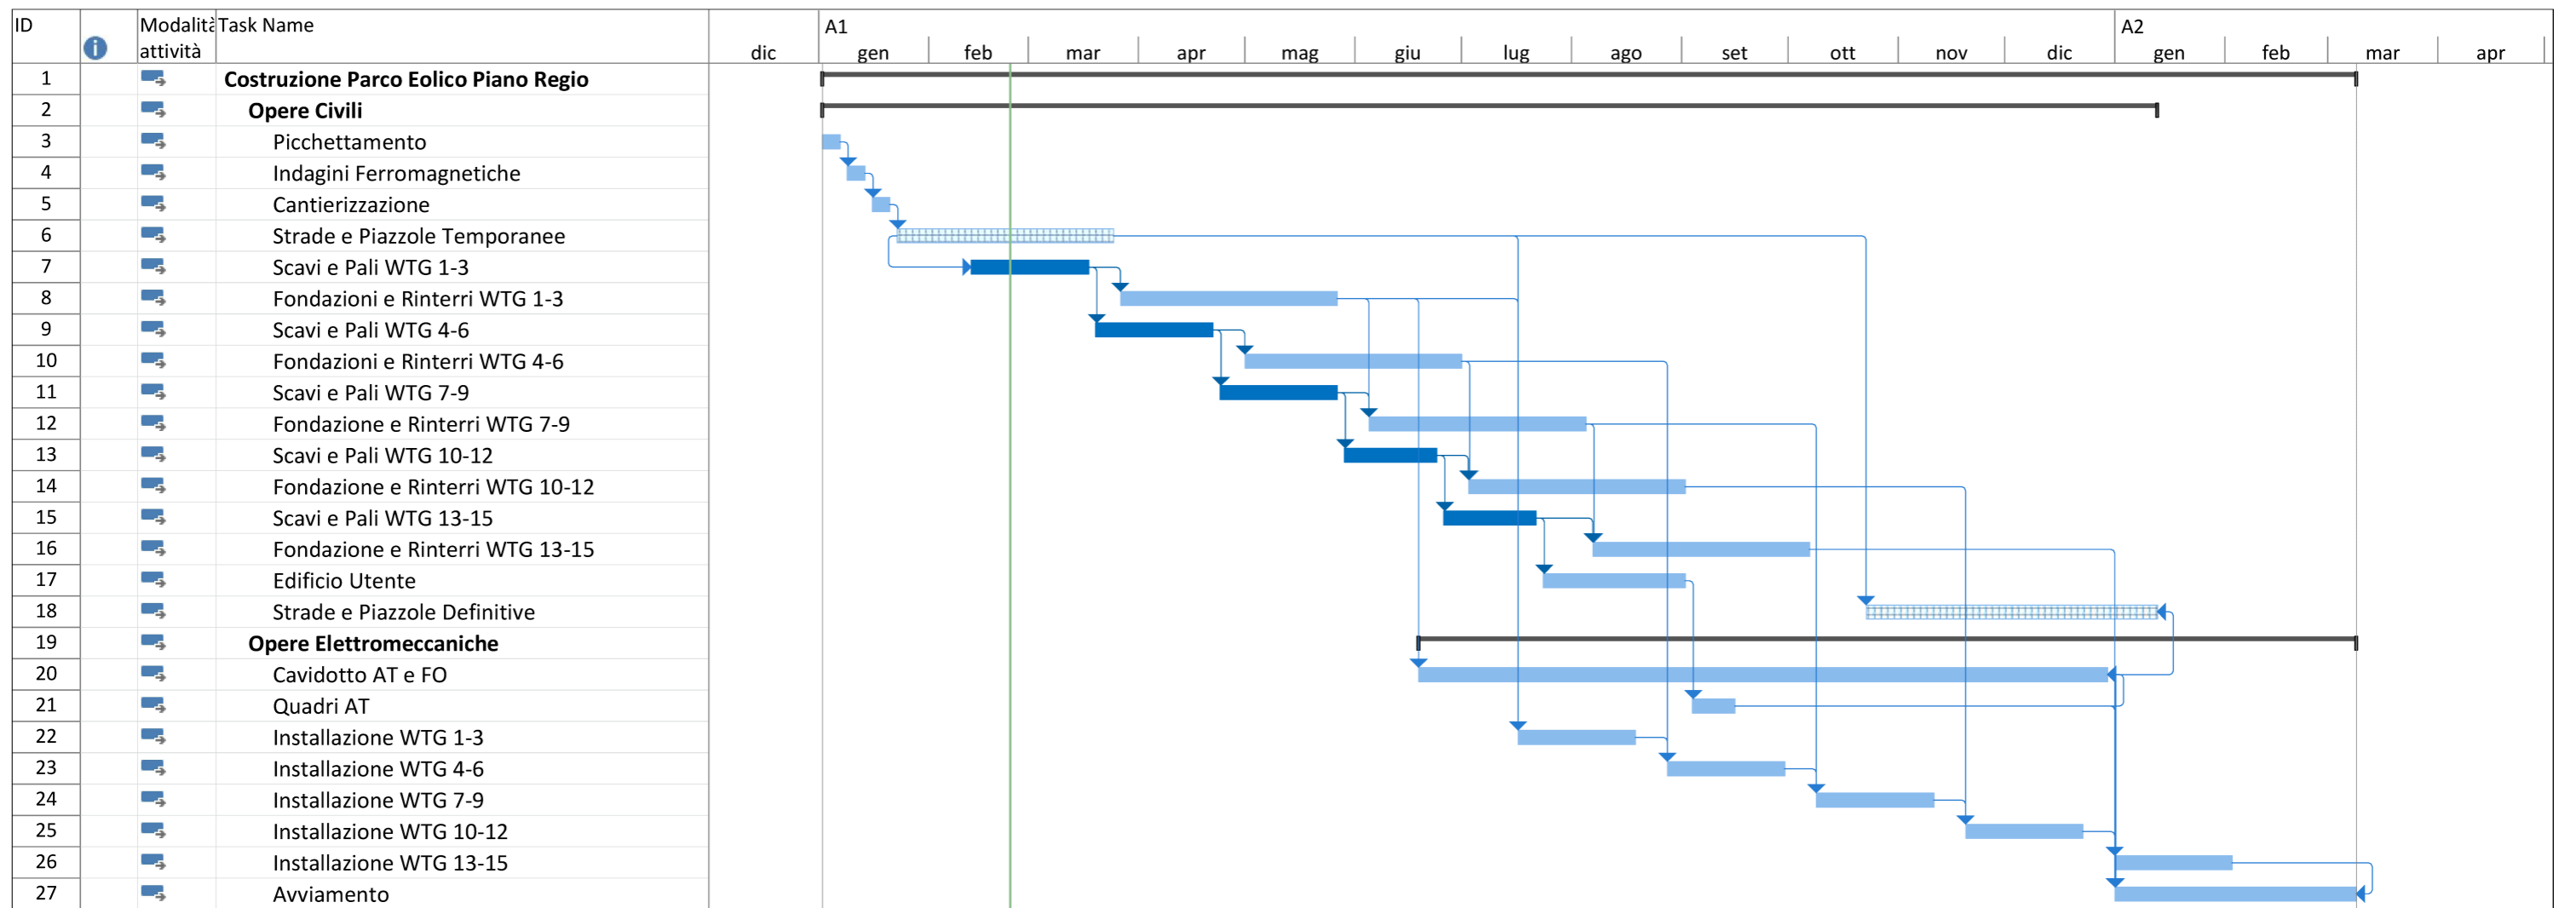 ID Modalità attività Task Name
A1 A2
dic gen feb mar apr mag giu lug ago set ott nov dic gen feb mar apr
1 Costruzione Parco Eolico Piano Regio
2 Opere Civili
3 Picchettamento
4 Indagini Ferromagnetiche
5 Cantierizzazione
6 Strade e Piazzole Temporanee
7 Scavi e Pali WTG 1-3
8 Fondazioni e Rinterri WTG 1-3
9 Scavi e Pali WTG 4-6
10 Fondazioni e Rinterri WTG 4-6
11 Scavi e Pali WTG 7-9
12 Fondazione e Rinterri WTG 7-9
13 Scavi e Pali WTG 10-12
14 Fondazione e Rinterri WTG 10-12
15 Scavi e Pali WTG 13-15
16 Fondazione e Rinterri WTG 13-15
17 Edificio Utente
18 Strade e Piazzole Definitive
19 Opere Elettromeccaniche
20 Cavidotto AT e FO
21 Quadri AT
22 Installazione WTG 1-3
23 Installazione WTG 4-6
24 Installazione WTG 7-9
25 Installazione WTG 10-12
26 Installazione WTG 13-15
27 Avviamento